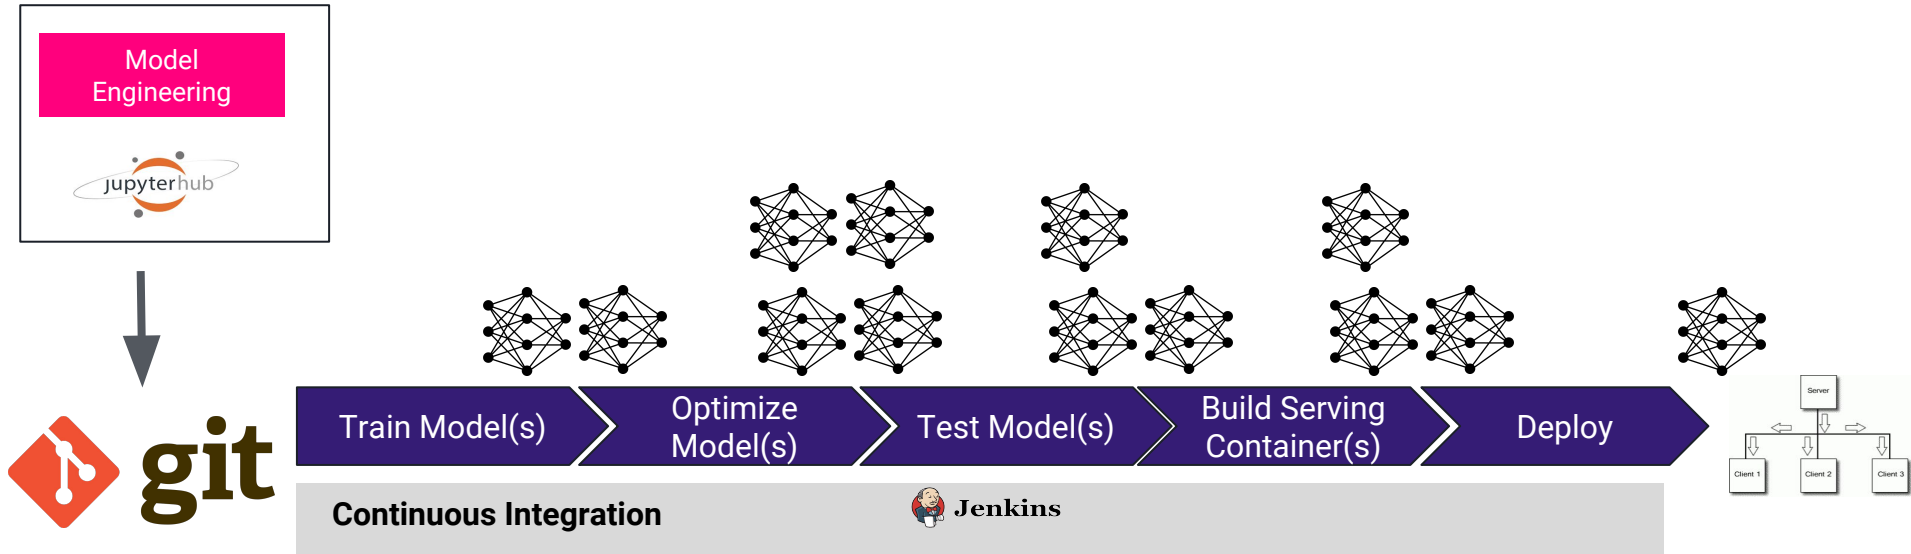 Model
Engineering
jupyterhub
git
Train Model(s)
Optimize
Model(s)
Test Model(s)
Build Serving
Container(s)
Deploy
Server
Client 1
Client 2
Client 3
Continuous Integration
Jenkins